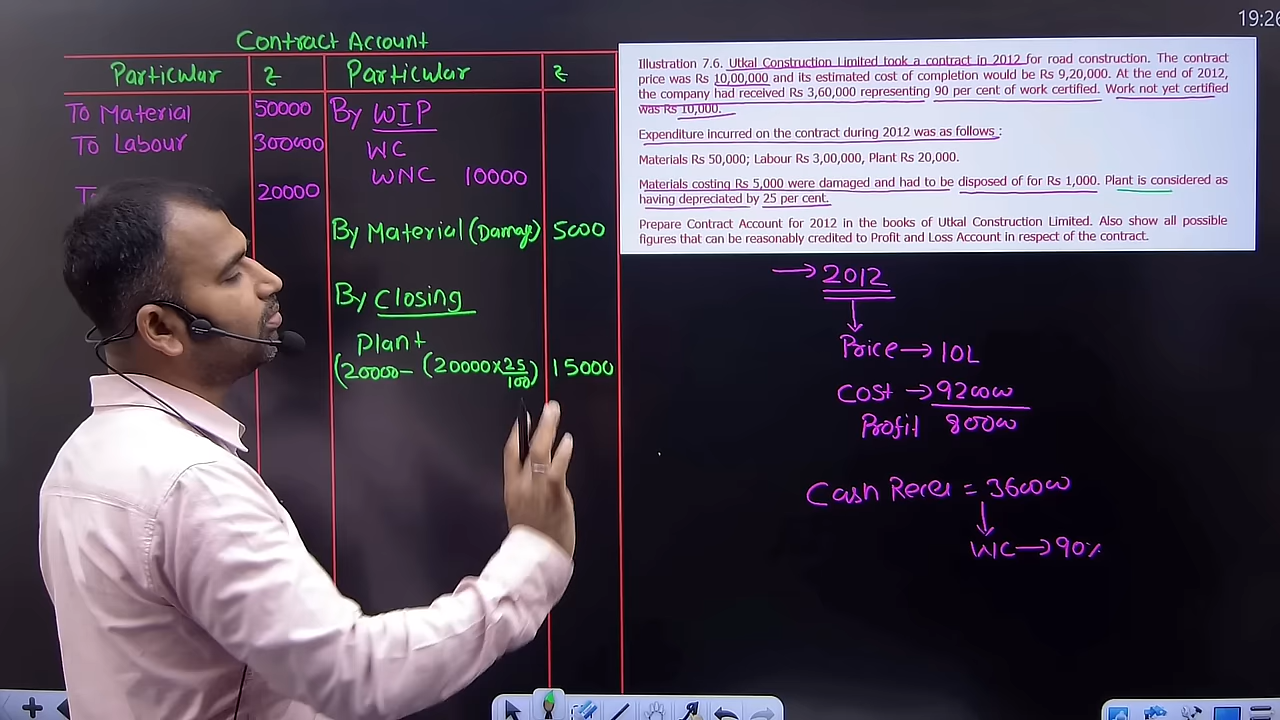 19:26
Contract Account
Particular ₹ Particular ₹
To Material 50000 By WIP
To Labour 300000 WC
WNC 10000
To 20000
By Material (Damage) 5000
By Closing
Plant
(20000- (20000×25/100) 15000
Illustration 7.6. Utkal Construction Limited took a contract in 2012 for road construction. The contract
price was Rs 10,00,000 and its estimated cost of completion would be Rs 9,20,000. At the end of 2012,
the company had received Rs 3,60,000 representing 90 per cent of work certified. Work not yet certified
was Rs 10,000.
Expenditure incurred on the contract during 2012 was as follows :
Materials Rs 50,000; Labour Rs 3,00,000, Plant Rs 20,000.
Materials costing Rs 5,000 were damaged and had to be disposed of for Rs 1,000. Plant is considered as
having depreciated by 25 per cent.
Prepare Contract Account for 2012 in the books of Utkal Construction Limited. Also show all possible
figures that can be reasonably credited to Profit and Loss Account in respect of the contract.
→ 2012
Price → 10L
Cost → 920000
Profit 80000
Cash = 360000
WC → 90%